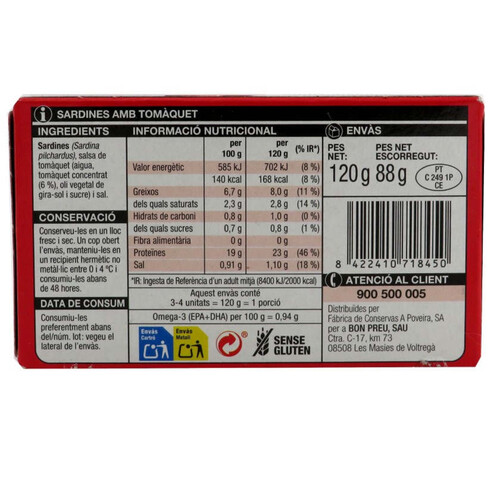 SARDINES AMB TOMÀQUET
INGREDIENTS
Sardines (Sardina
pilchardus), salsa de
tomàquet (aigua,
tomàquet concentrat
(6 %), oli vegetal de
gira-sol i sucre) i sal.
CONSERVACIÓ
Conserveu-les en un lloc
fresc i sec. Un cop obert
l'envàs, manteniu-les en
un recipient hermètic no
metàl·lic entre 0 i 4 °C i
consumiu-les abans
de 48 hores.
DATA DE CONSUM
Consumiu-les
preferentment abans
del/núm. lot: vegeu el
lateral de l'envàs.
INFORMACIÓ NUTRICIONAL
per 100 g per 120 g (% IR*)
Valor energètic 585 kJ 702 kJ (8 %)
140 kcal 168 kcal (8 %)
Greixos 6,7 g 8,0 g (11 %)
dels quals saturats 2,3 g 2,8 g (14 %)
Hidrats de carboni 0,8 g 1,0 g (0 %)
dels quals sucres 0,7 g 0,8 g (1 %)
Fibra alimentària 0 g 0 g
Proteïnes 19 g 23 g (46 %)
Sal 0,91 g 1,10 g (18 %)
*IR: Ingesta de Referència d'un adult mitjà (8400 kJ/2000 kcal)
Aquest envàs conté
3-4 unitats = 120 g = 1 porció
Omega-3 (EPA+DHA) per 100 g = 0,94 g
Envàs
Cartró
Envàs
Metall
SENSE
GLUTEN
ENVÀS
PES NET:
120 g
PES NET
ESCORREGUT:
88 g
PT
C 249 1P
CE
8 422410 718450
ATENCIÓ AL CLIENT
900 500 005
Distribuïdes per
Fàbrica de Conservas A Poveira, SA
per a BON PREU, SAU
Ctra. C-17, km 73
08508 Les Masies de Voltregà